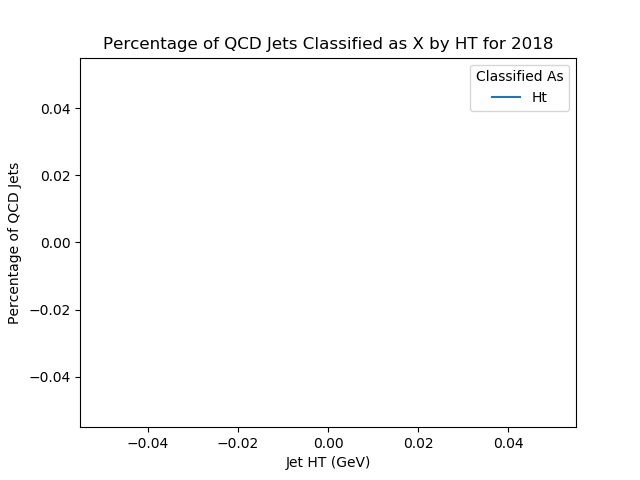 Percentage of QCD Jets Classified as X by HT for 2018
Classified As
Ht
0.04
0.02
0.00
−0.02
−0.04
Percentage of QCD Jets
−0.04 −0.02 0.00 0.02 0.04
Jet HT (GeV)